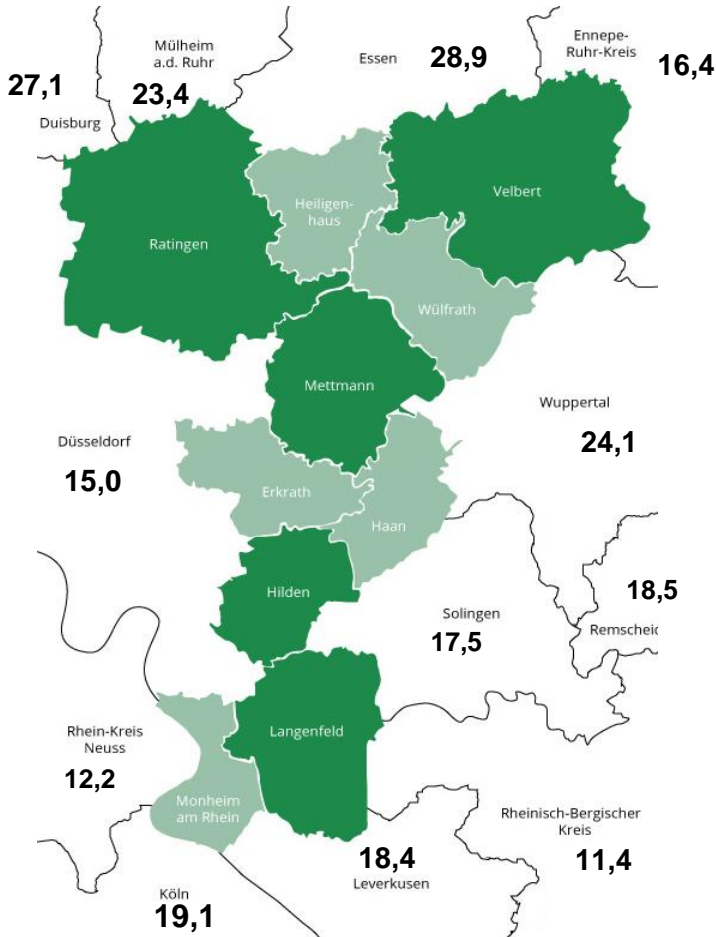 Mülheim
a.d. Ruhr
23,4
Essen
28,9
Ennepe-
Ruhr-Kreis
16,4
27,1
Duisburg
Velbert
Heiligen-
haus
Ratingen
Wülfrath
Mettmann
Wuppertal
24,1
Düsseldorf
15,0
Erkrath
Haan
Hilden
18,5
Remscheid
Solingen
17,5
Rhein-Kreis
Neuss
12,2
Langenfeld
Monheim
am Rhein
Rheinisch-Bergischer
Kreis
11,4
18,4
Leverkusen
Köln
19,1